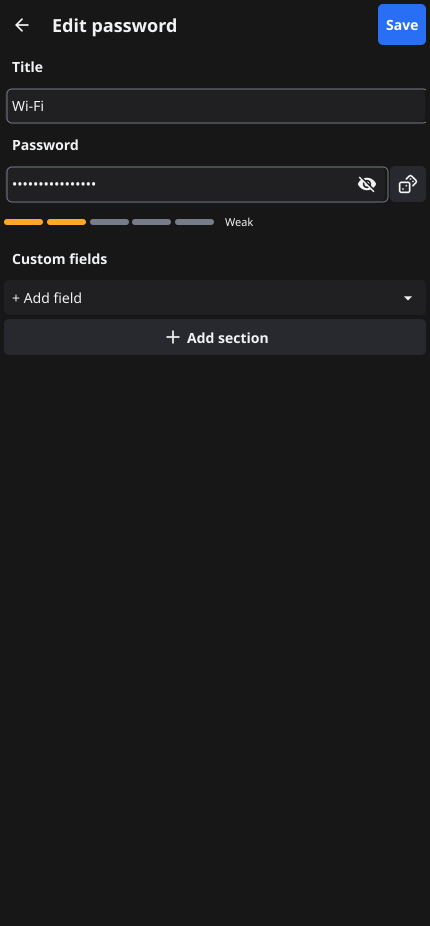 Edit password
Save
Title
Wi-Fi
Password
••••••••••••••••
Weak
Custom fields
+ Add field
Add section